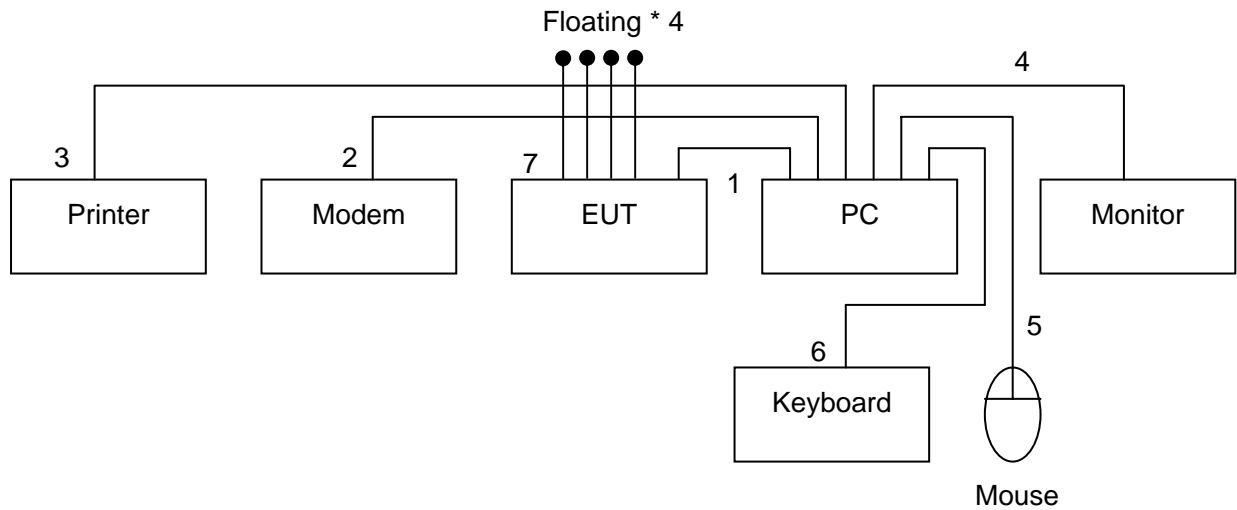 Floating * 4
4
3
2
7
1
Printer
Modem
EUT
PC
Monitor
5
6
Keyboard
Mouse